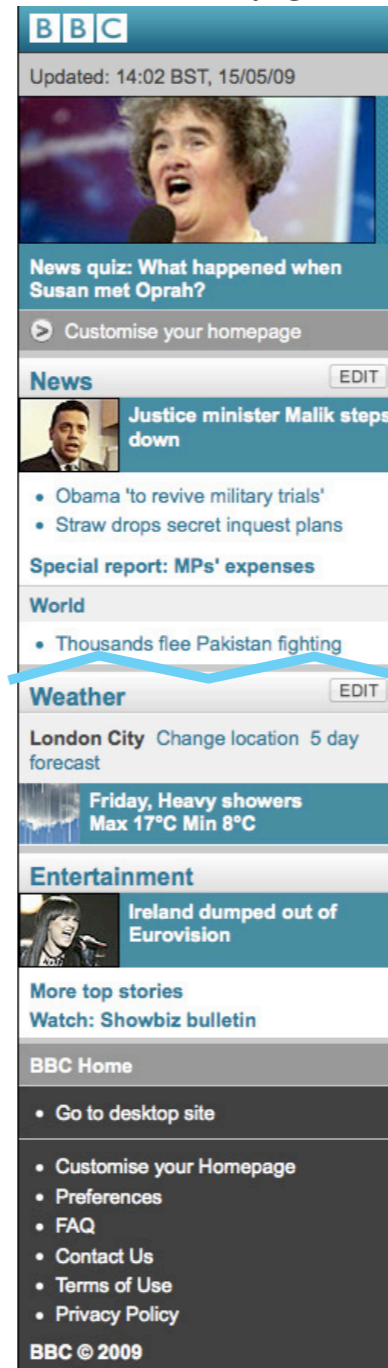 BBC
Updated: 14:02 BST, 15/05/09
News quiz: What happened when
Susan met Oprah?
Customise your homepage
News EDIT
Justice minister Malik steps
down
• Obama 'to revive military trials'
• Straw drops secret inquest plans
Special report: MPs' expenses
World
• Thousands flee Pakistan fighting
Weather EDIT
London City Change location 5 day
forecast
Friday, Heavy showers
Max 17°C Min 8°C
Entertainment
Ireland dumped out of
Eurovision
More top stories
Watch: Showbiz bulletin
BBC Home
• Go to desktop site
• Customise your Homepage
• Preferences
• FAQ
• Contact Us
• Terms of Use
• Privacy Policy
BBC © 2009